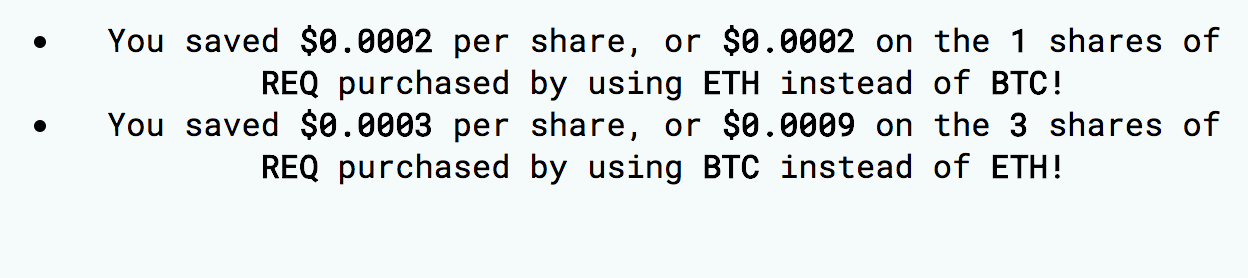 • You saved $0.0002 per share, or $0.0002 on the 1 shares of
REQ purchased by using ETH instead of BTC!
• You saved $0.0003 per share, or $0.0009 on the 3 shares of
REQ purchased by using BTC instead of ETH!